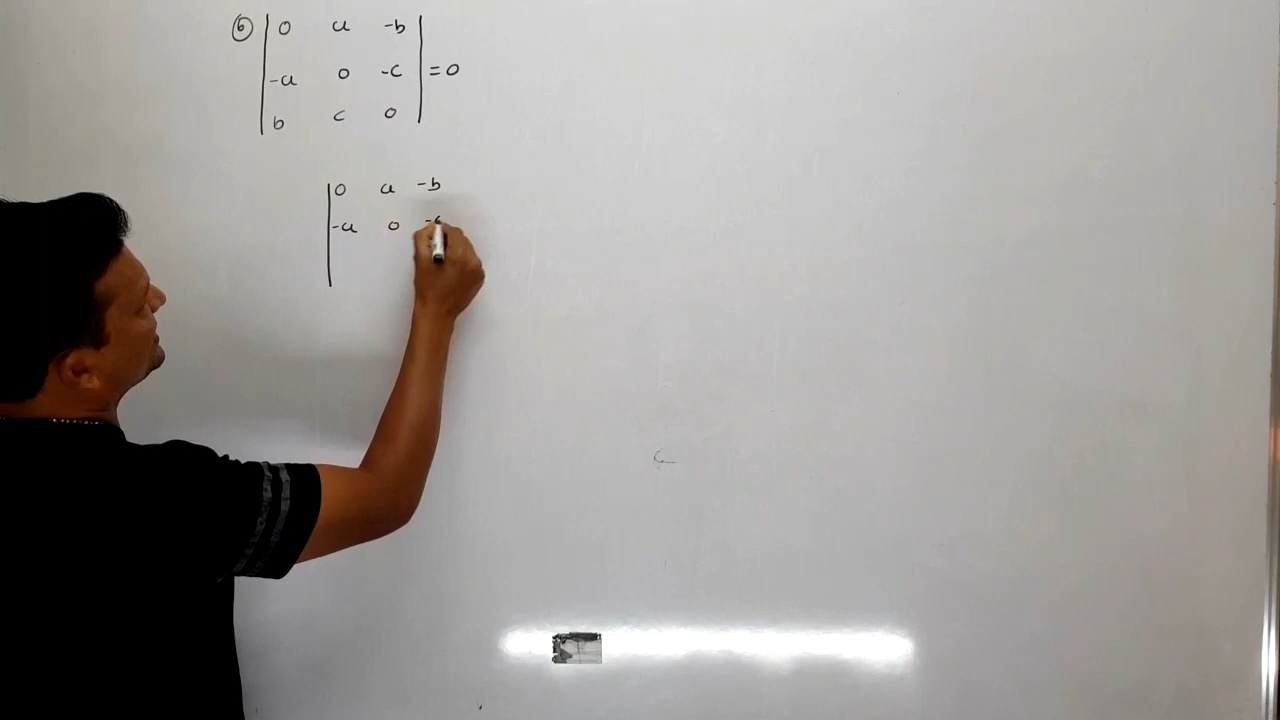 ⑥ | 0 a -b |
| -a 0 -c | = 0
| b c 0 |
| 0 a -b
| -a 0 -c